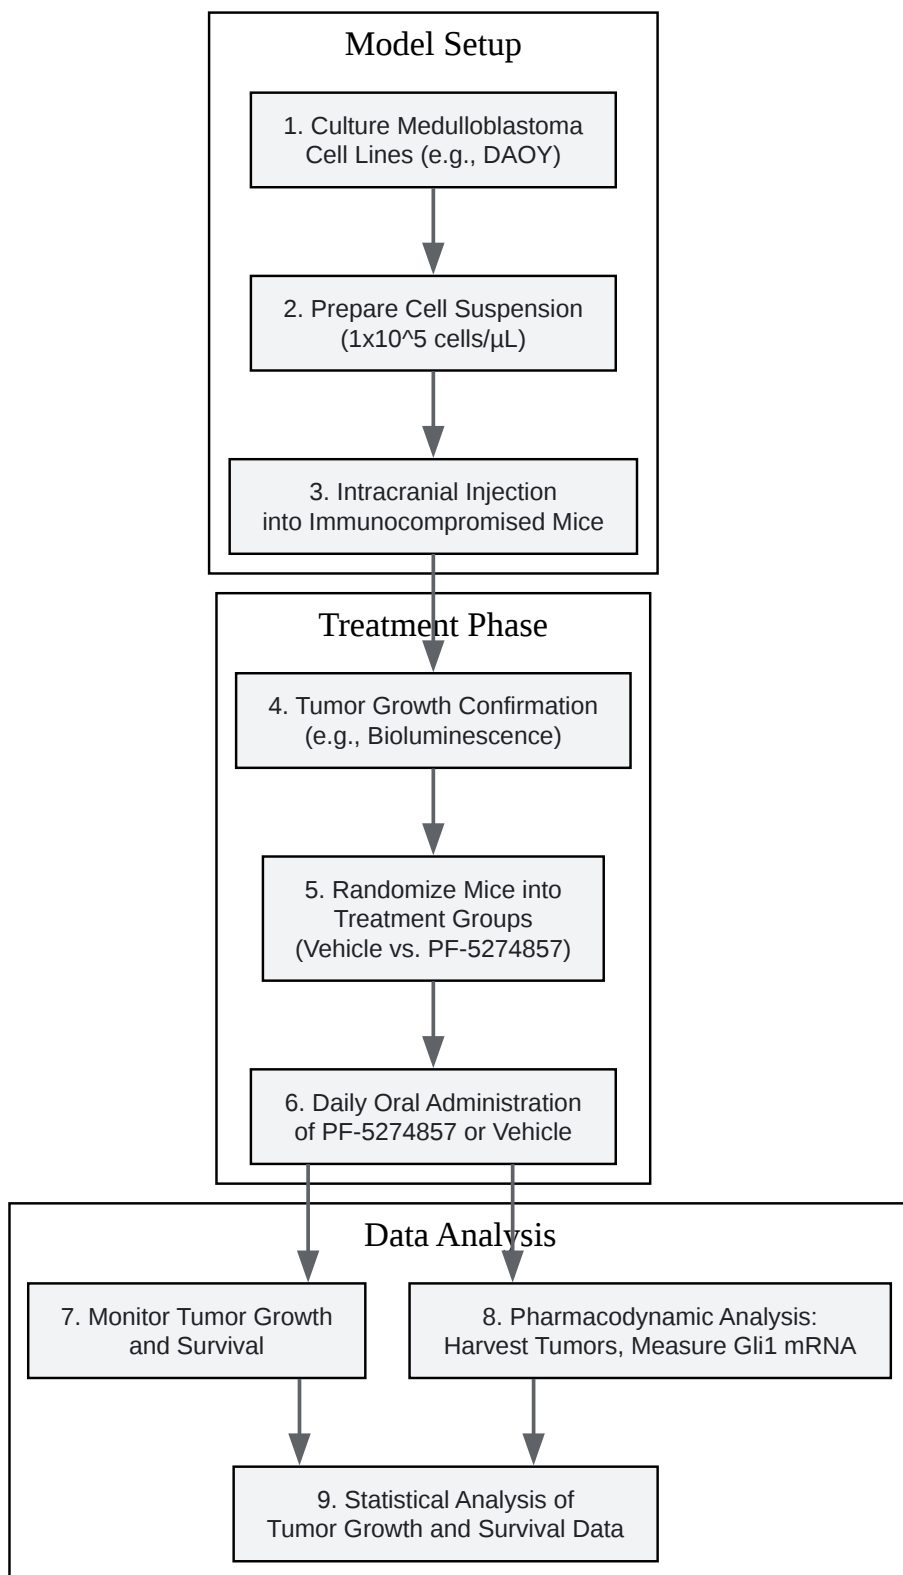 Model Setup
1. Culture Medulloblastoma
Cell Lines (e.g., DAOY)
2. Prepare Cell Suspension
(1x10^5 cells/µL)
3. Intracranial Injection
into Immunocompromised Mice
Treatment Phase
4. Tumor Growth Confirmation
(e.g., Bioluminescence)
5. Randomize Mice into
Treatment Groups
(Vehicle vs. PF-5274857)
6. Daily Oral Administration
of PF-5274857 or Vehicle
Data Analysis
7. Monitor Tumor Growth
and Survival
8. Pharmacodynamic Analysis:
Harvest Tumors, Measure Gli1 mRNA
9. Statistical Analysis of
Tumor Growth and Survival Data